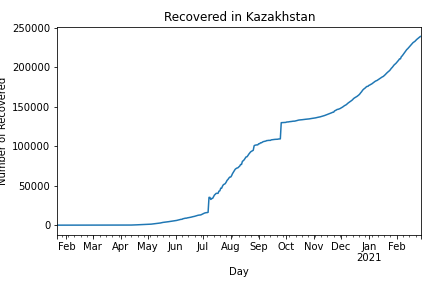 Recovered in Kazakhstan
Number of Recovered
250000
200000
150000
100000
50000
0
Feb Mar Apr May Jun Jul Aug Sep Oct Nov Dec Jan Feb
2021
Day